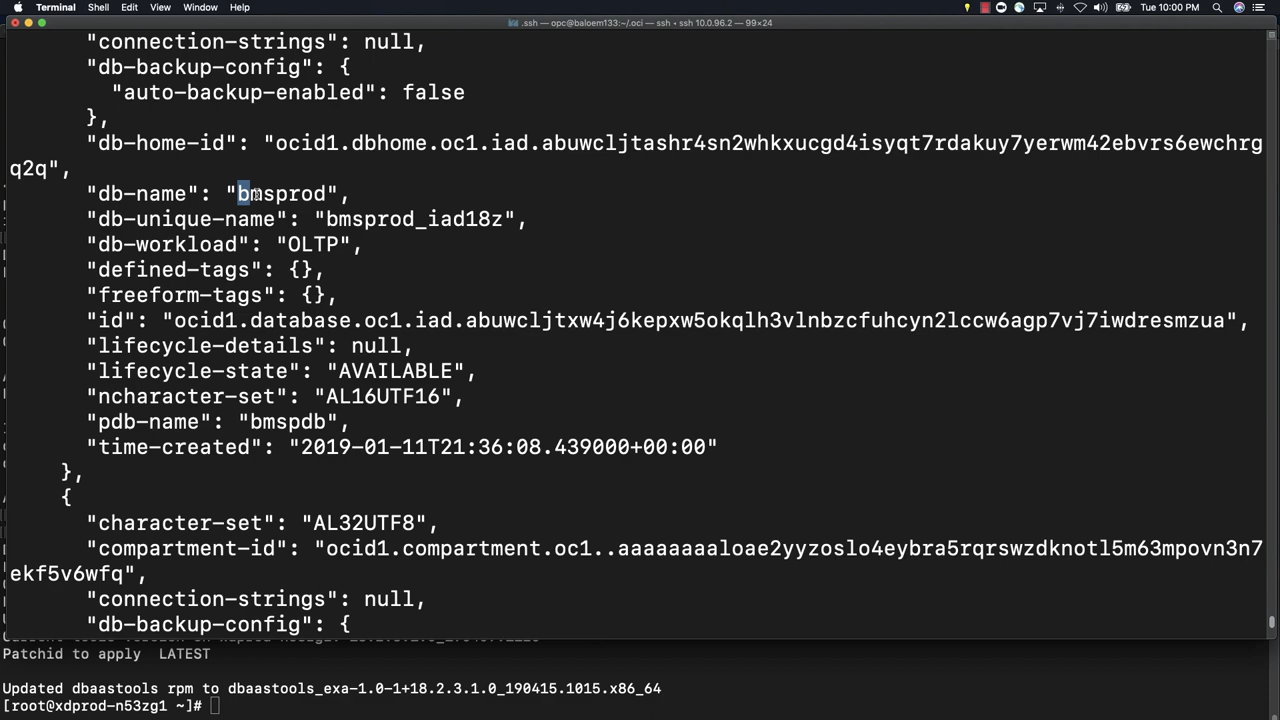 Terminal Shell Edit View Window Help Tue 10:00 PM
.ssh — opc@baloem133:~/.oci — ssh ‹ ssh 10.0.96.2 — 99×24
"connection-strings": null,
"db-backup-config": {
"auto-backup-enabled": false
},
"db-home-id": "ocid1.dbhome.oc1.iad.abuwcljtashr4sn2whkxucgd4isyqt7rdakuy7yerwm42ebvrs6ewchrg
q2q",
"db-name": "bmsprod",
"db-unique-name": "bmsprod_iad18z",
"db-workload": "OLTP",
"defined-tags": {},
"freeform-tags": {},
"id": "ocid1.database.oc1.iad.abuwcljtxw4j6kepxw5okqlh3vlnbzcfuhcyn2lccw6agp7vj7iwdresmzua",
"lifecycle-details": null,
"lifecycle-state": "AVAILABLE",
"ncharacter-set": "AL16UTF16",
"pdb-name": "bmspdb",
"time-created": "2019-01-11T21:36:08.439000+00:00"
},
{
"character-set": "AL32UTF8",
"compartment-id": "ocid1.compartment.oc1..aaaaaaaaloae2yyzoslo4eybra5rqrswzdknotl5m63mpovn3n7
ekf5v6wfq",
"connection-strings": null,
"db-backup-config": {
Patchid to apply LATEST
Updated dbaastools rpm to dbaastools_exa-1.0-1+18.2.3.1.0_190415.1015.x86_64
[root@xdprod-n53zg1 ~]#